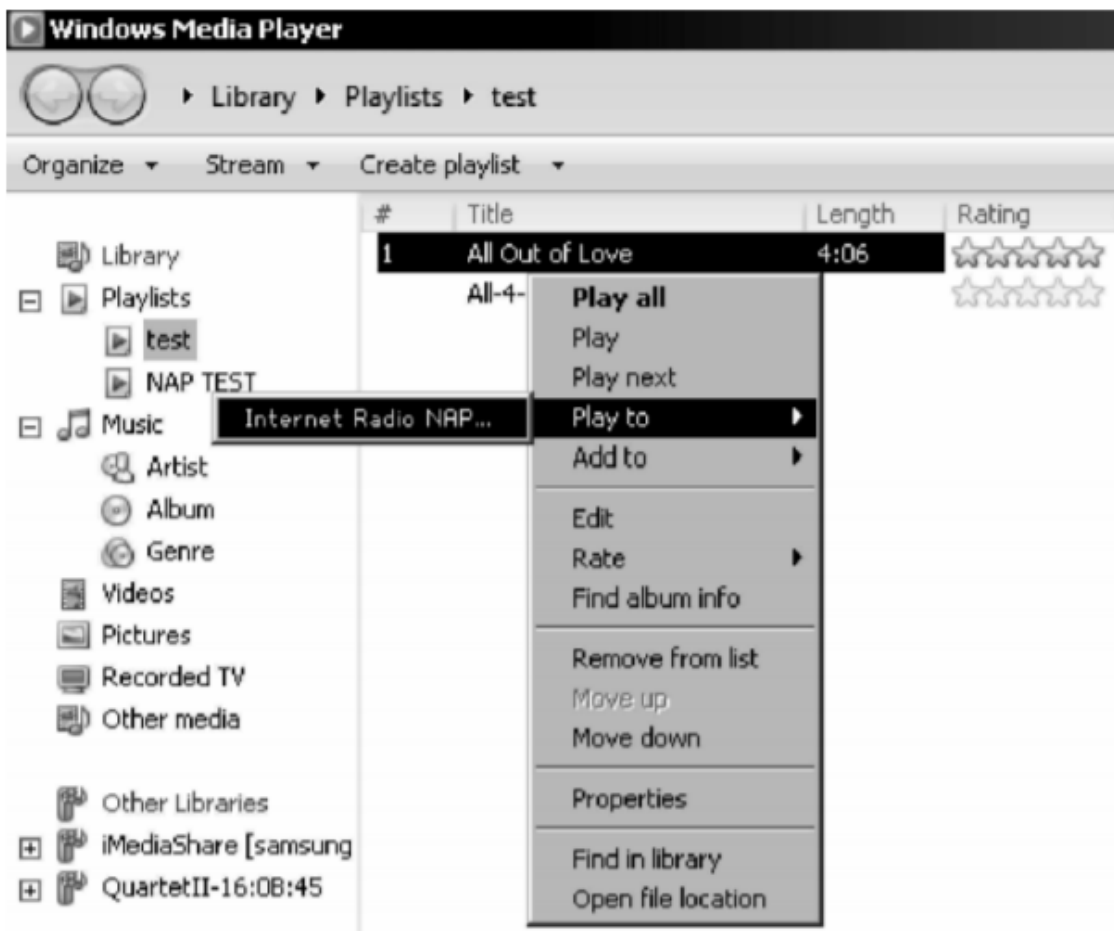 Windows Media Player
Library ▸ Playlists ▸ test
Organize Stream Create playlist
# Title Length Rating
Library
1 All Out of Love 4:06
Playlists
All-4-
test
NAP TEST
Music
Artist
Album
Genre
Videos
Pictures
Recorded TV
Other media
Other Libraries
iMediaShare [samsung
QuartetII-16:0B:45
Internet Radio NAP...
Play all
Play
Play next
Play to
Add to
Edit
Rate
Find album info
Remove from list
Move up
Move down
Properties
Find in library
Open file location